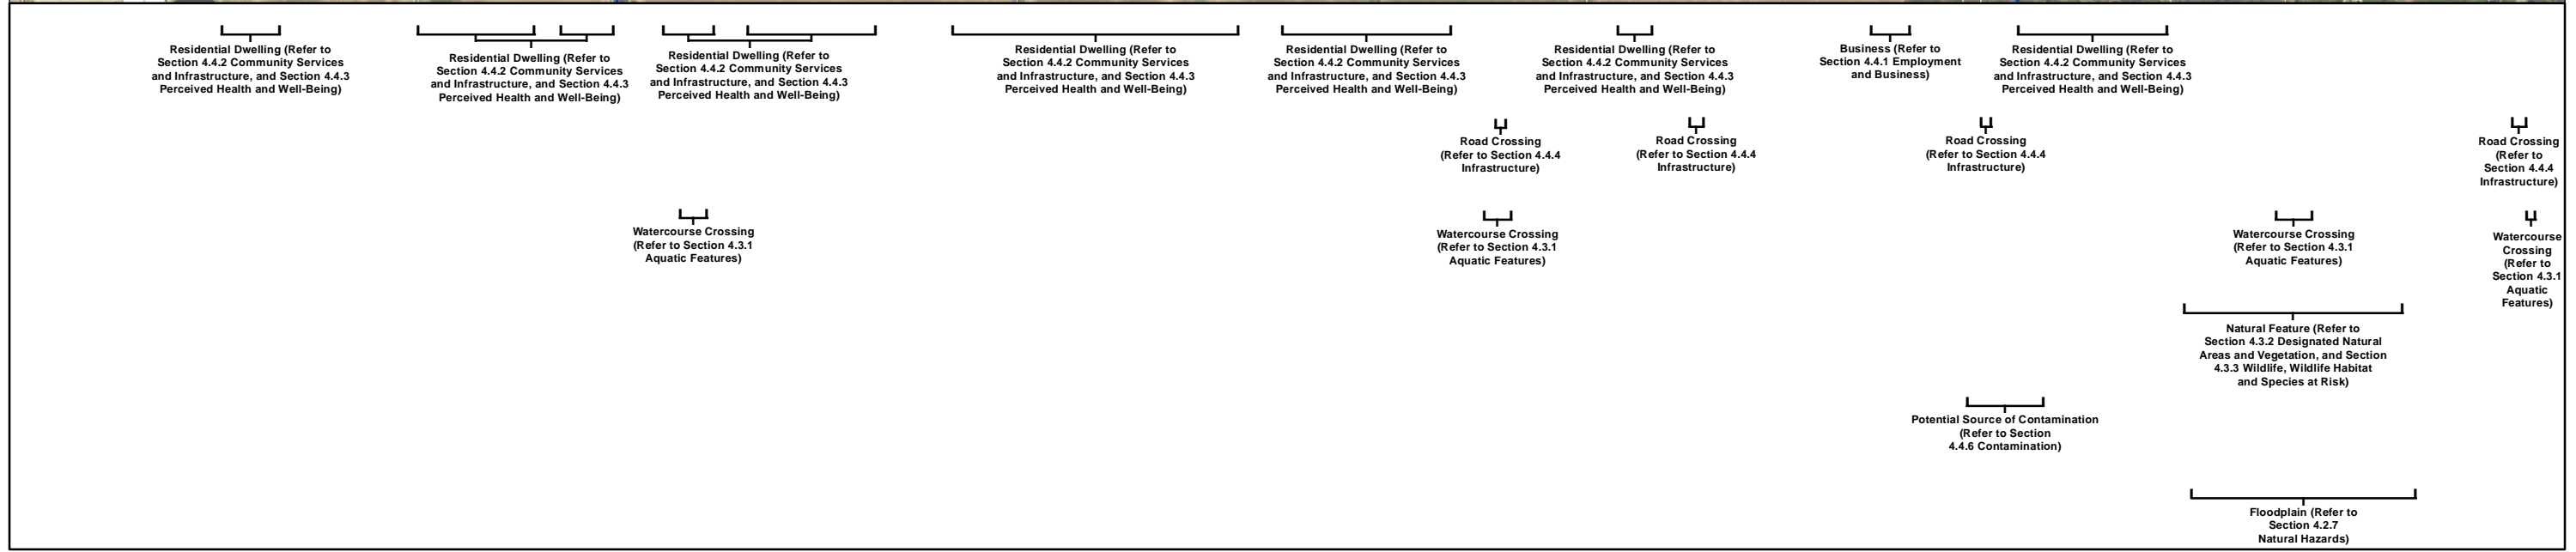 Residential Dwelling (Refer to
Section 4.4.2 Community Services
and Infrastructure, and Section 4.4.3
Perceived Health and Well-Being)
Residential Dwelling (Refer to
Section 4.4.2 Community Services
and Infrastructure, and Section 4.4.3
Perceived Health and Well-Being)
Residential Dwelling (Refer to
Section 4.4.2 Community Services
and Infrastructure, and Section 4.4.3
Perceived Health and Well-Being)
Residential Dwelling (Refer to
Section 4.4.2 Community Services
and Infrastructure, and Section 4.4.3
Perceived Health and Well-Being)
Residential Dwelling (Refer to
Section 4.4.2 Community Services
and Infrastructure, and Section 4.4.3
Perceived Health and Well-Being)
Residential Dwelling (Refer to
Section 4.4.2 Community Services
and Infrastructure, and Section 4.4.3
Perceived Health and Well-Being)
Business (Refer to
Section 4.4.1 Employment
and Business)
Residential Dwelling (Refer to
Section 4.4.2 Community Services
and Infrastructure, and Section 4.4.3
Perceived Health and Well-Being)
Road Crossing
(Refer to Section 4.4.4
Infrastructure)
Road Crossing
(Refer to Section 4.4.4
Infrastructure)
Road Crossing
(Refer to Section 4.4.4
Infrastructure)
Road Crossing
(Refer to
Section 4.4.4
Infrastructure)
Watercourse Crossing
(Refer to Section 4.3.1
Aquatic Features)
Watercourse Crossing
(Refer to Section 4.3.1
Aquatic Features)
Watercourse Crossing
(Refer to Section 4.3.1
Aquatic Features)
Watercourse
Crossing
(Refer to
Section 4.3.1
Aquatic
Features)
Natural Feature (Refer to
Section 4.3.2 Designated Natural
Areas and Vegetation, and Section
4.3.3 Wildlife, Wildlife Habitat
and Species at Risk)
Potential Source of Contamination
(Refer to Section
4.4.6 Contamination)
Floodplain (Refer to
Section 4.2.7
Natural Hazards)